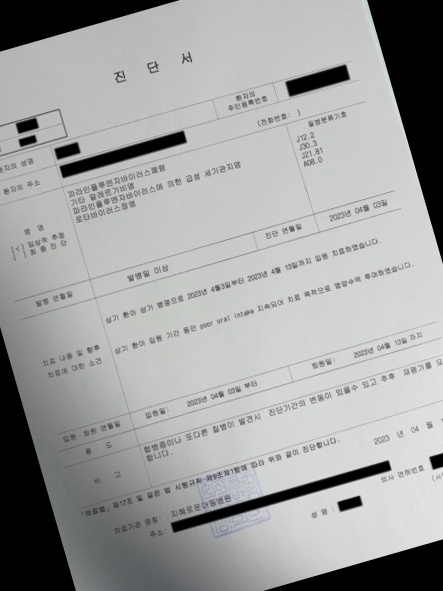 진 단 서
환자의 성명
환자의 주민등록번호
환자의 주소
(전화번호: )
병 명
[√] 임상적 추정
[ ] 최 종 진 단
파라인플루엔자바이러스폐렴
기타 알레르기비염
파라인플루엔자바이러스에 의한 급성 세기관지염
로타바이러스장염
질병분류기호
J12.2
J30.3
J21.81
A08.0
발병 연월일
발병일 미상
진단 연월일
2023년 04월 03일
치료 내용 및 향후
치료에 대한 소견
상기 환아 상기 병명으로 2023년 4월3일부터 2023년 4월 13일까지 입원 치료하였습니다.
상기 환아 입원 기간 동안 poor oral intake 지속되어 치료 목적으로 영양수액 투여하였습니다.
입원·퇴원 연월일
입원일: 2023년 04월 03일 부터
퇴원일: 2023년 04월 13일 까지
용 도
비 고
합병증이나 또다른 질병이 발견시 진단기간의 변동이 있을수 있고 추후 재평가를 요
합니다.
「의료법」 제17조 및 같은 법 시행규칙 제9조제1항에 따라 위와 같이 진단합니다.
2023 년 04 월
의료기관 명칭: 지혜로운아동병원
주소:
의사 면허번호
성 명 :